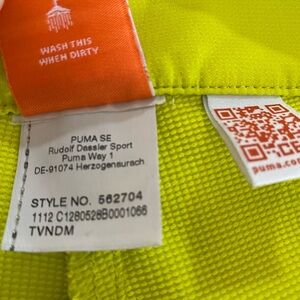 WASH THIS
WHEN DIRTY
PUMA SE
Rudolf Dassler Sport
Puma Way 1
DE-91074 Herzogenaurach
STYLE NO. 562704
1112 C1280526B0001066
TVNDM
puma.com